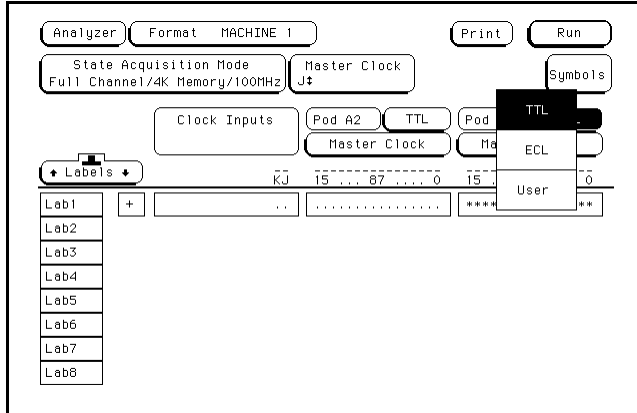 Analyzer Format MACHINE 1 Print Run
State Acquisition Mode
Full Channel/4K Memory/100MHz
Master Clock
J↕
Symbols
Clock Inputs
Pod A2 TTL
Master Clock
Pod
Ma
TTL
ECL
User
↑ Labels ↓
KJ 15 ... 87 .... 0 15 . 0
Lab1 + .. ................ **** **
Lab2
Lab3
Lab4
Lab5
Lab6
Lab7
Lab8